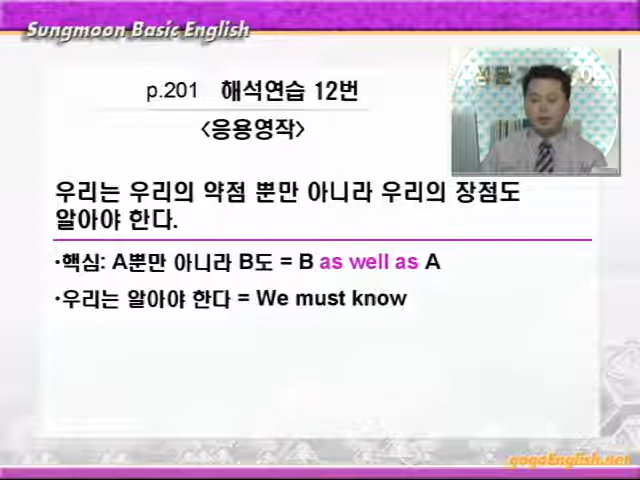 Sungmoon Basic English
p.201 해석연습 12번
<응용영작>
우리는 우리의 약점 뿐만 아니라 우리의 장점도
알아야 한다.
·핵심: A뿐만 아니라 B도 = B as well as A
·우리는 알아야 한다 = We must know
gogoEnglish.net